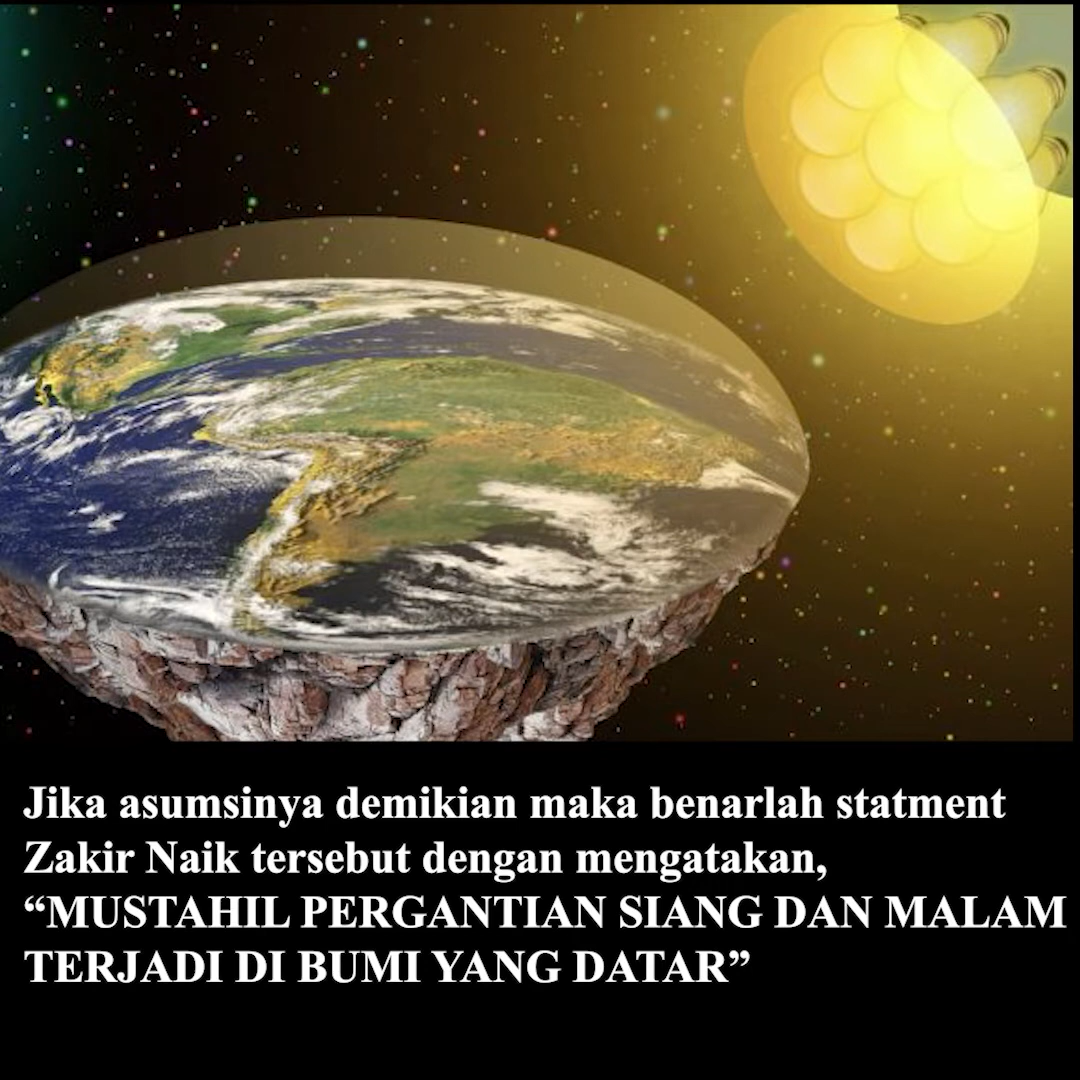 Jika asumsinya demikian maka benarlah statment
Zakir Naik tersebut dengan mengatakan,
“MUSTAHIL PERGANTIAN SIANG DAN MALAM
TERJADI DI BUMI YANG DATAR”